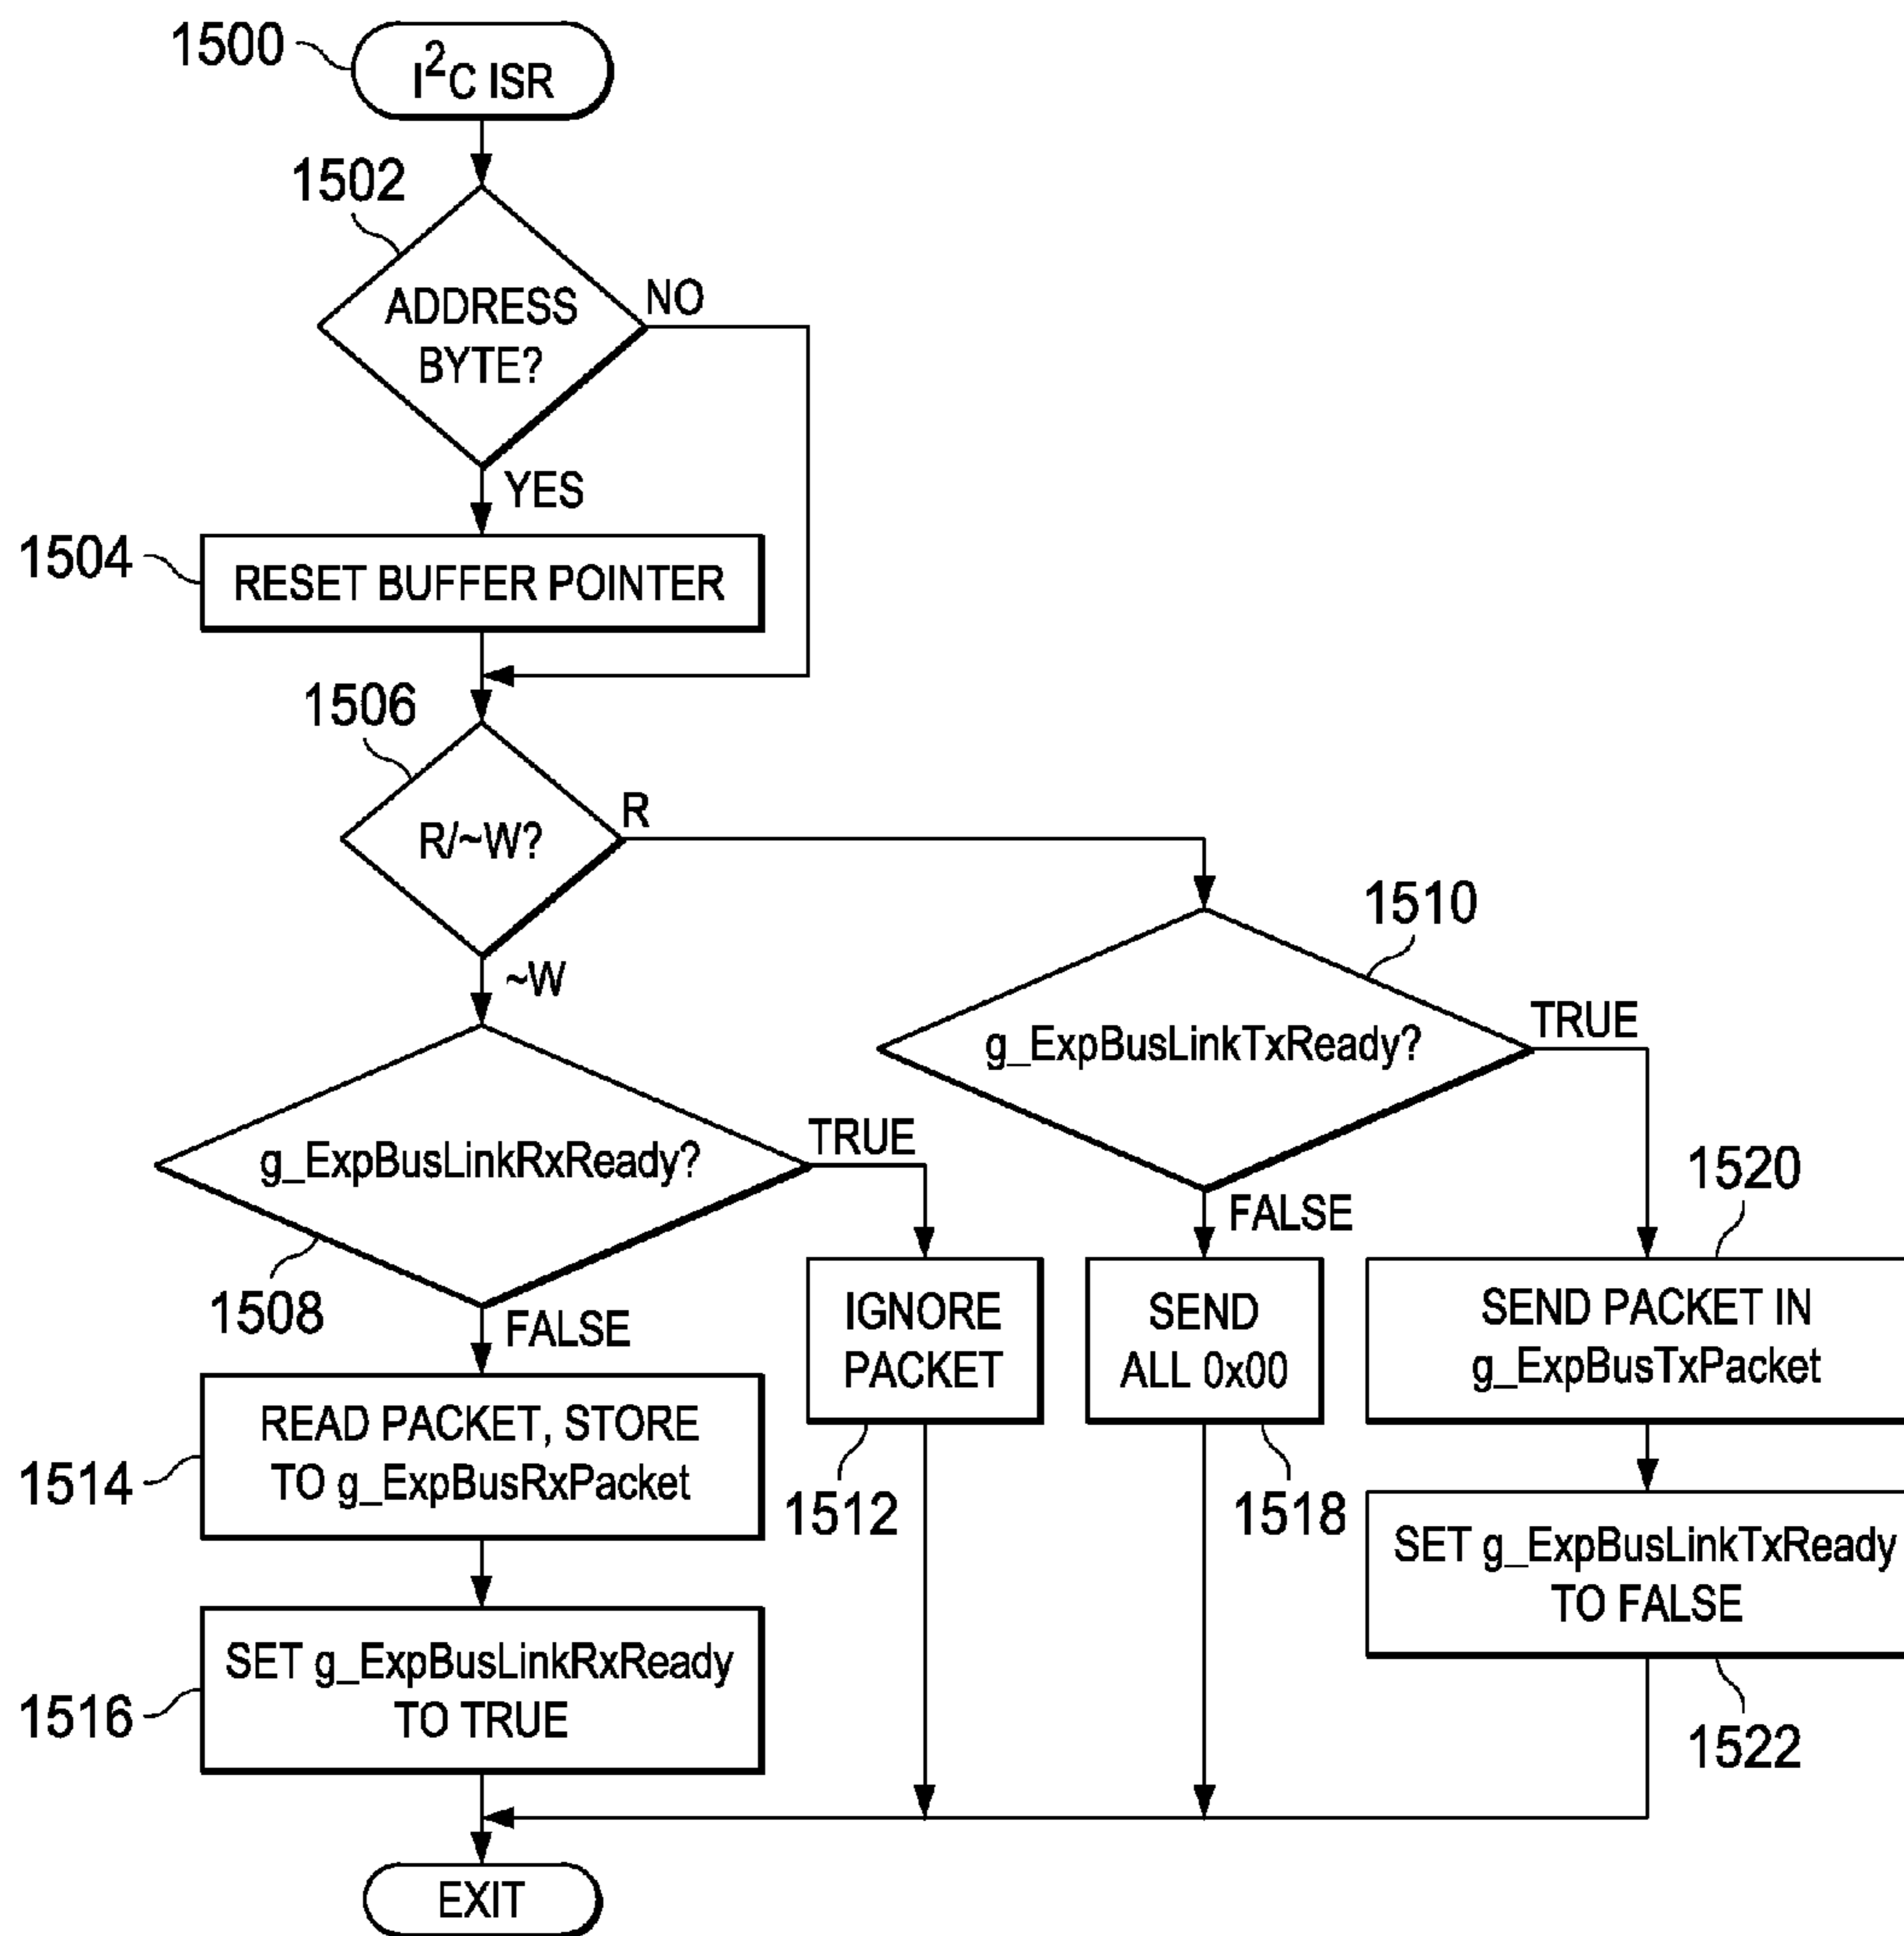 1500
I²C ISR
1502
ADDRESS
BYTE?
NO
YES
1504
RESET BUFFER POINTER
1506
R/~W?
R
~W
1510
g_ExpBusLinkTxReady?
TRUE
FALSE
g_ExpBusLinkRxReady?
TRUE
1508
FALSE
1520
IGNORE
PACKET
1512
SEND
ALL 0x00
1518
SEND PACKET IN
g_ExpBusTxPacket
READ PACKET, STORE
TO g_ExpBusRxPacket
1514
SET g_ExpBusLinkTxReady
TO FALSE
1522
SET g_ExpBusLinkRxReady
TO TRUE
1516
EXIT